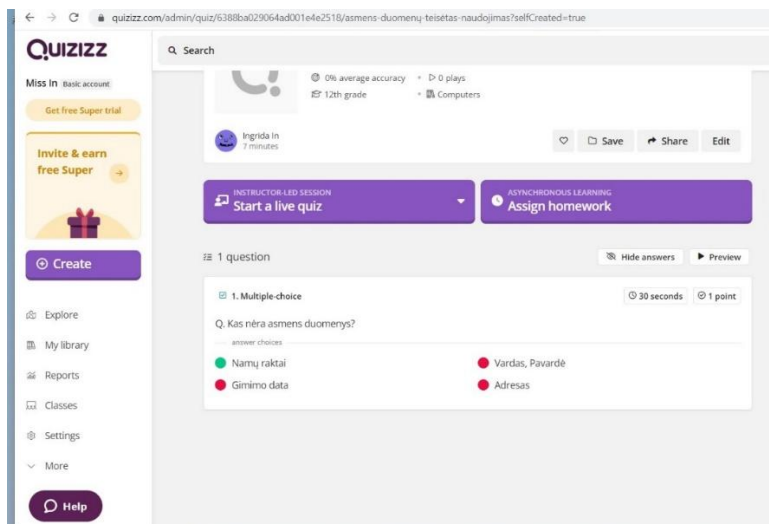 quizizz.com/admin/quiz/6388ba029064ad001e4e2518/asmens-duomenų-teisėtas-naudojimas?selfCreated=true
QUIZIZZ
Search
Miss In Basic account
Get free Super trial
Invite & earn
free Super
Create
Explore
My library
Reports
Classes
Settings
More
Help
0% average accuracy • 0 plays
12th grade • Computers
Ingrida In
7 minutes
Save
Share
Edit
INSTRUCTOR-LED SESSION
Start a live quiz
ASYNCHRONOUS LEARNING
Assign homework
1 question
Hide answers
Preview
1. Multiple-choice
30 seconds
1 point
Q. Kas nėra asmens duomenys?
answer choices
Namų raktai
Vardas, Pavardė
Gimimo data
Adresas